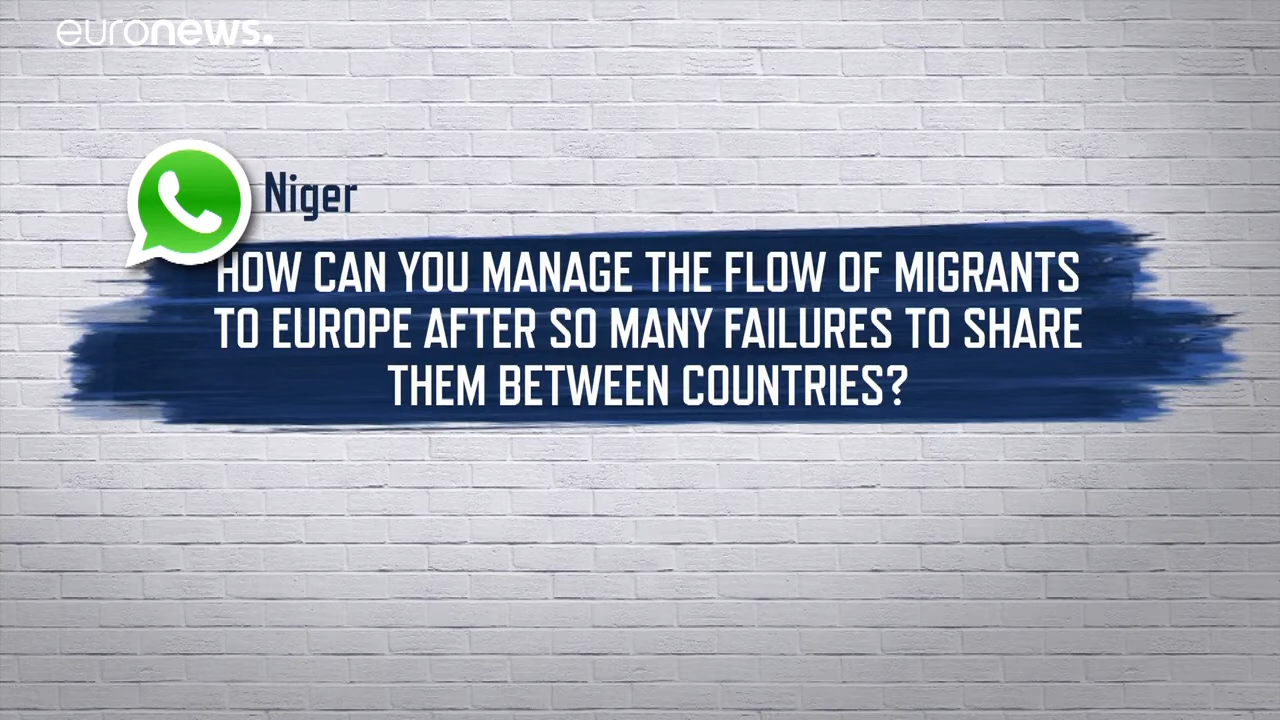 euronews.
Niger
HOW CAN YOU MANAGE THE FLOW OF MIGRANTS
TO EUROPE AFTER SO MANY FAILURES TO SHARE
THEM BETWEEN COUNTRIES?